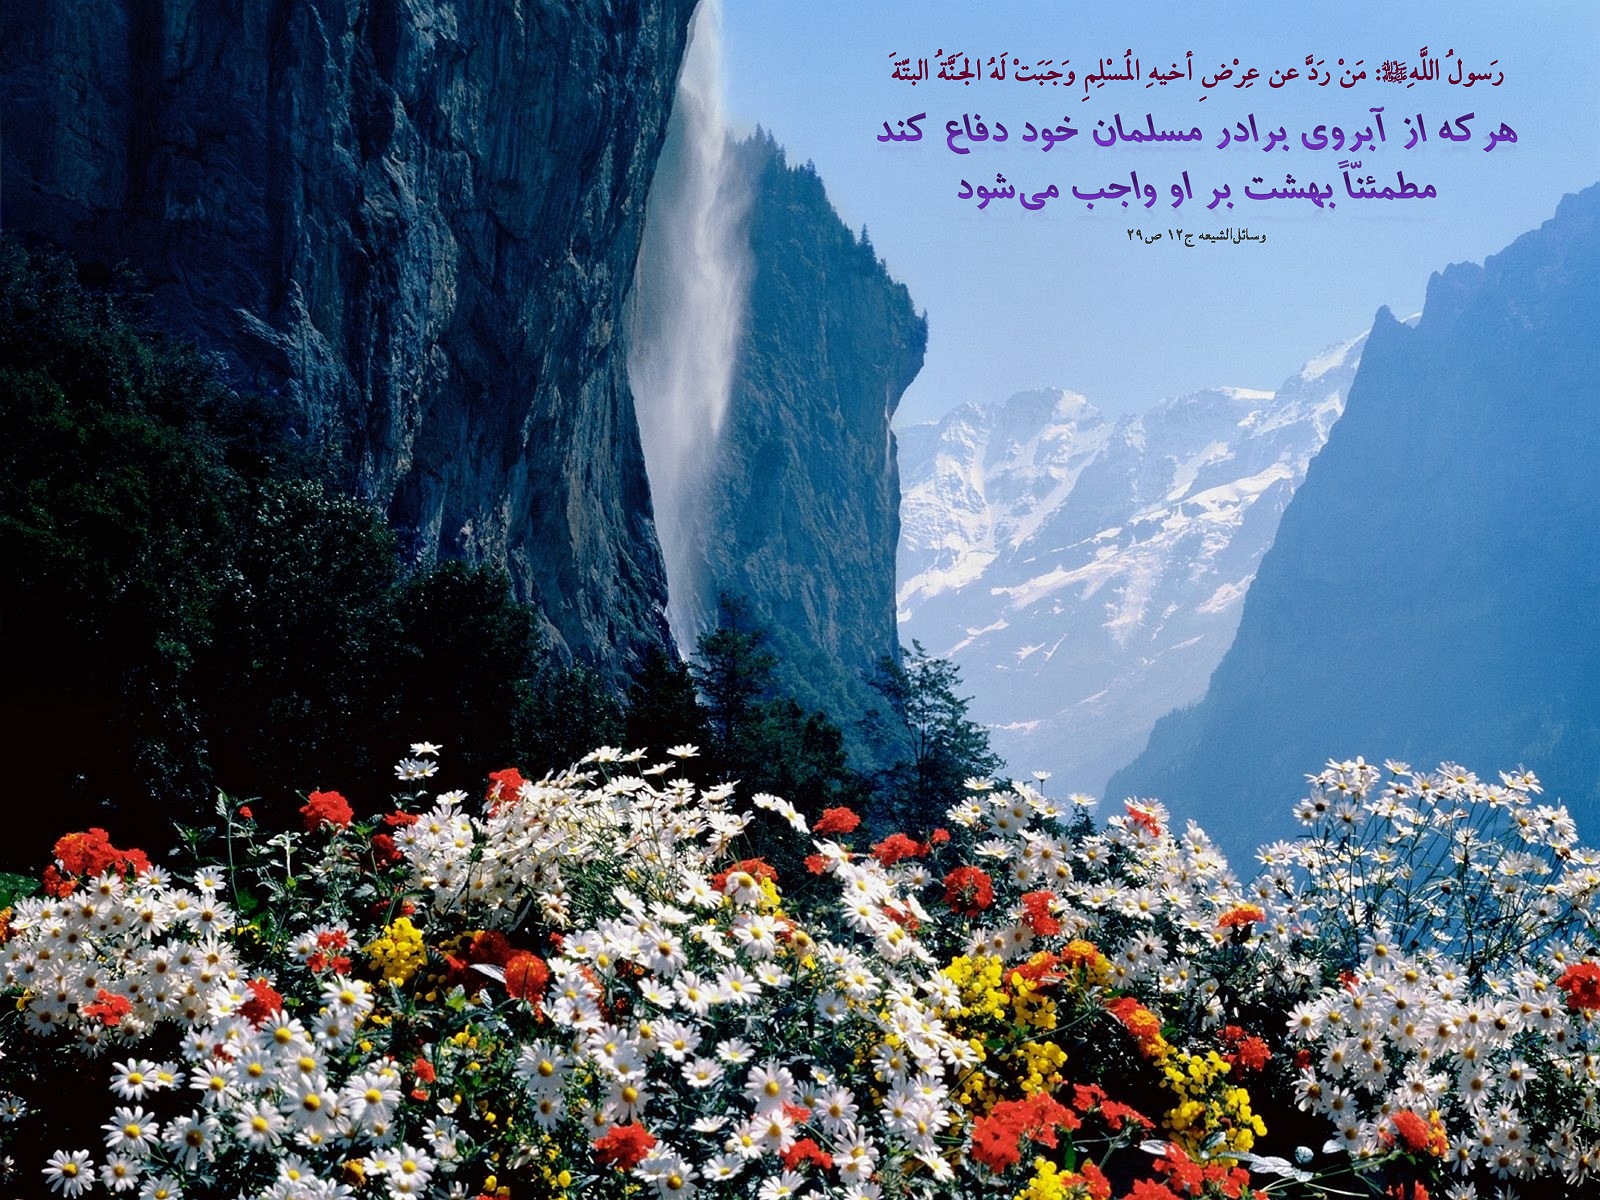 رَسولُ اللَّهِﷺ: مَنْ رَدَّ عن عِرْضِ أخيهِ المُسْلِمِ وَجَبَتْ لَهُ الجَنَّةُ البتّةَ
هر که از آبروی برادر مسلمان خود دفاع کند
مطمئنّاً بهشت بر او واجب می‌شود
وسائل‌الشیعه ج۱۲ ص۲۹